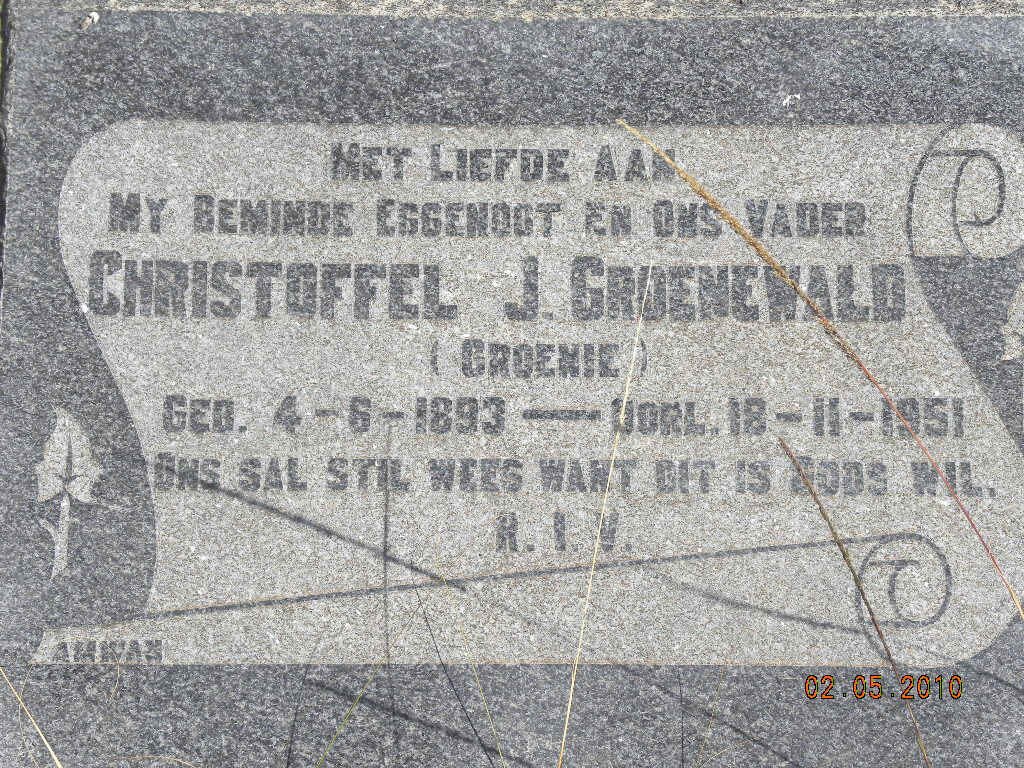 MET LIEFDE AAN
MY BEMINDE EGGENOOT EN ONS VADER
CHRISTOFFEL J. GROENEWALD
( GROENIE )
GEB. 4-6-1893 — OORL. 18-11-1951
ONS SAL STIL WEES WANT DIT IS GODS WIL.
R. I. V.
02.05.2010